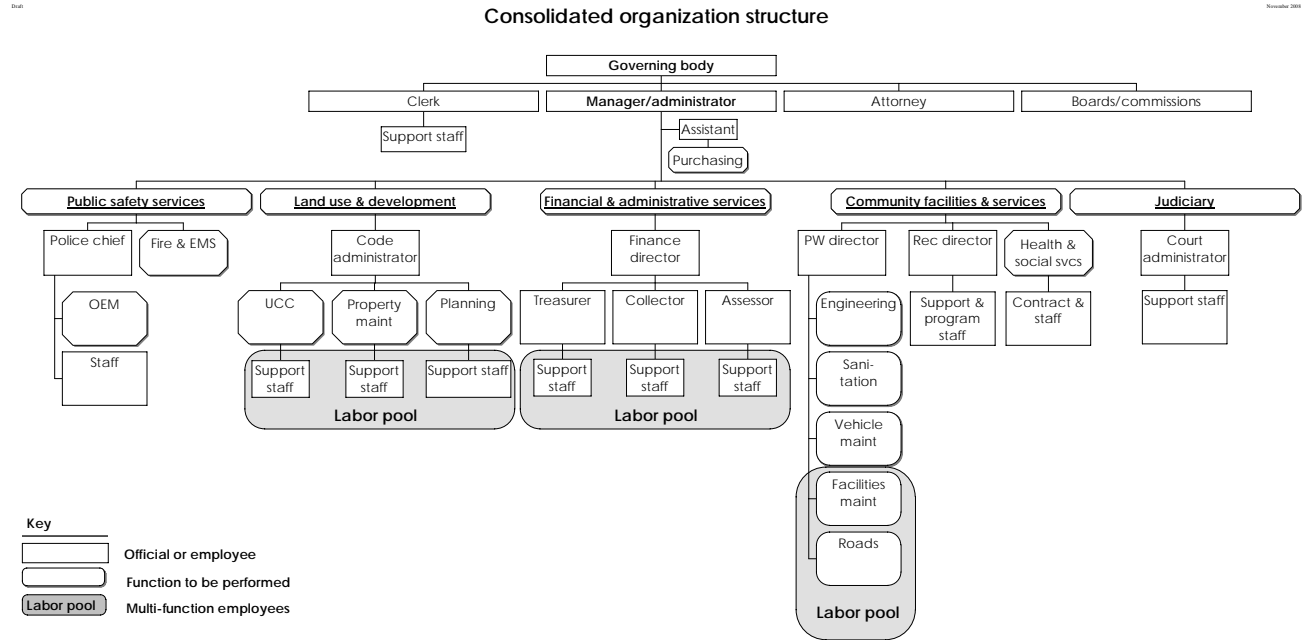 Draft
November 2008
Consolidated organization structure
Governing body
Clerk
Manager/administrator
Attorney
Boards/commissions
Support staff
Assistant
Purchasing
Public safety services
Land use & development
Financial & administrative services
Community facilities & services
Judiciary
Police chief
Fire & EMS
Code
administrator
Finance
director
PW director
Rec director
Health &
social svcs
Court
administrator
OEM
Staff
UCC
Property
maint
Planning
Treasurer
Collector
Assessor
Engineering
Support &
program
staff
Contract &
staff
Support staff
Support
staff
Support
staff
Support staff
Labor pool
Support
staff
Support
staff
Support
staff
Labor pool
Sani-
tation
Vehicle
maint
Facilities
maint
Roads
Labor pool
Key
Official or employee
Function to be performed
Labor pool
Multi-function employees